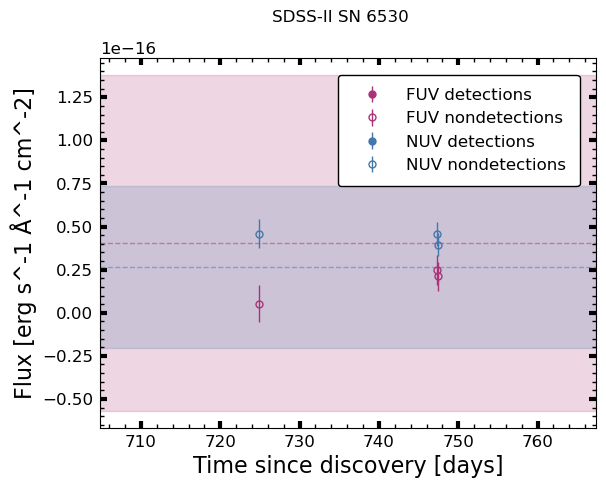 SDSS-II SN 6530
1e−16
FUV detections
FUV nondetections
NUV detections
NUV nondetections
1.25
1.00
0.75
0.50
0.25
0.00
−0.25
−0.50
Flux [erg s^-1 Å^-1 cm^-2]
710 720 730 740 750 760
Time since discovery [days]